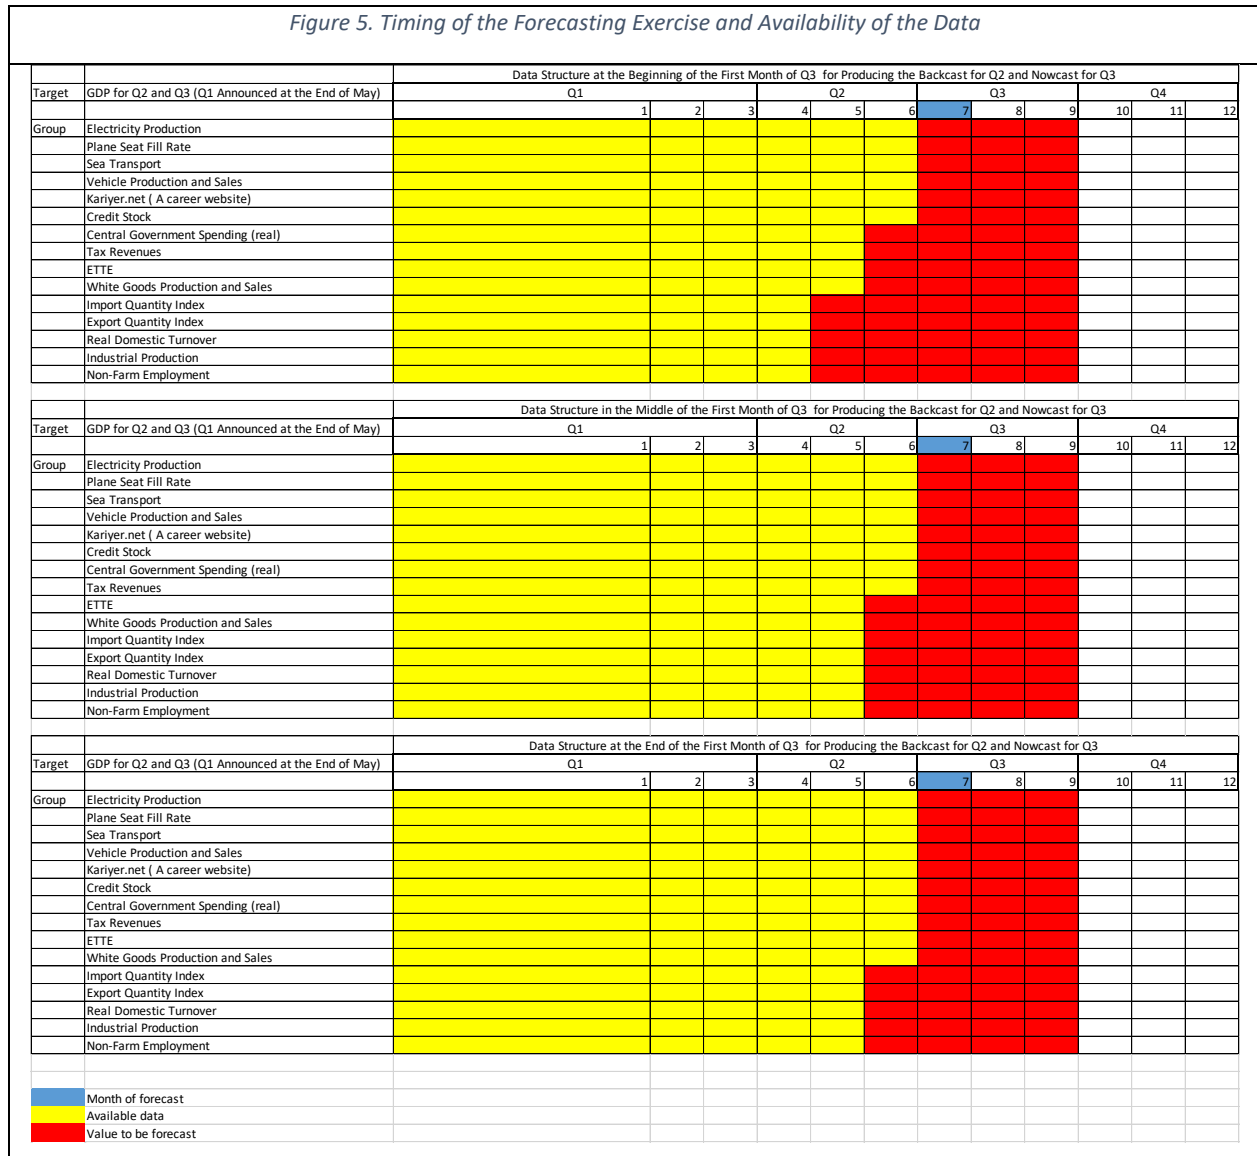 Figure 5. Timing of the Forecasting Exercise and Availability of the Data
Data Structure at the Beginning of the First Month of Q3 for Producing the Backcast for Q2 and Nowcast for Q3
Target GDP for Q2 and Q3 (Q1 Announced at the End of May) Q1 Q2 Q3 Q4
1 2 3 4 5 6 7 8 9 10 11 12
Group Electricity Production
Plane Seat Fill Rate
Sea Transport
Vehicle Production and Sales
Kariyer.net ( A career website)
Credit Stock
Central Government Spending (real)
Tax Revenues
ETTE
White Goods Production and Sales
Import Quantity Index
Export Quantity Index
Real Domestic Turnover
Industrial Production
Non-Farm Employment
Data Structure in the Middle of the First Month of Q3 for Producing the Backcast for Q2 and Nowcast for Q3
Target GDP for Q2 and Q3 (Q1 Announced at the End of May) Q1 Q2 Q3 Q4
1 2 3 4 5 6 7 8 9 10 11 12
Group Electricity Production
Plane Seat Fill Rate
Sea Transport
Vehicle Production and Sales
Kariyer.net ( A career website)
Credit Stock
Central Government Spending (real)
Tax Revenues
ETTE
White Goods Production and Sales
Import Quantity Index
Export Quantity Index
Real Domestic Turnover
Industrial Production
Non-Farm Employment
Data Structure at the End of the First Month of Q3 for Producing the Backcast for Q2 and Nowcast for Q3
Target GDP for Q2 and Q3 (Q1 Announced at the End of May) Q1 Q2 Q3 Q4
1 2 3 4 5 6 7 8 9 10 11 12
Group Electricity Production
Plane Seat Fill Rate
Sea Transport
Vehicle Production and Sales
Kariyer.net ( A career website)
Credit Stock
Central Government Spending (real)
Tax Revenues
ETTE
White Goods Production and Sales
Import Quantity Index
Export Quantity Index
Real Domestic Turnover
Industrial Production
Non-Farm Employment
Month of forecast
Available data
Value to be forecast